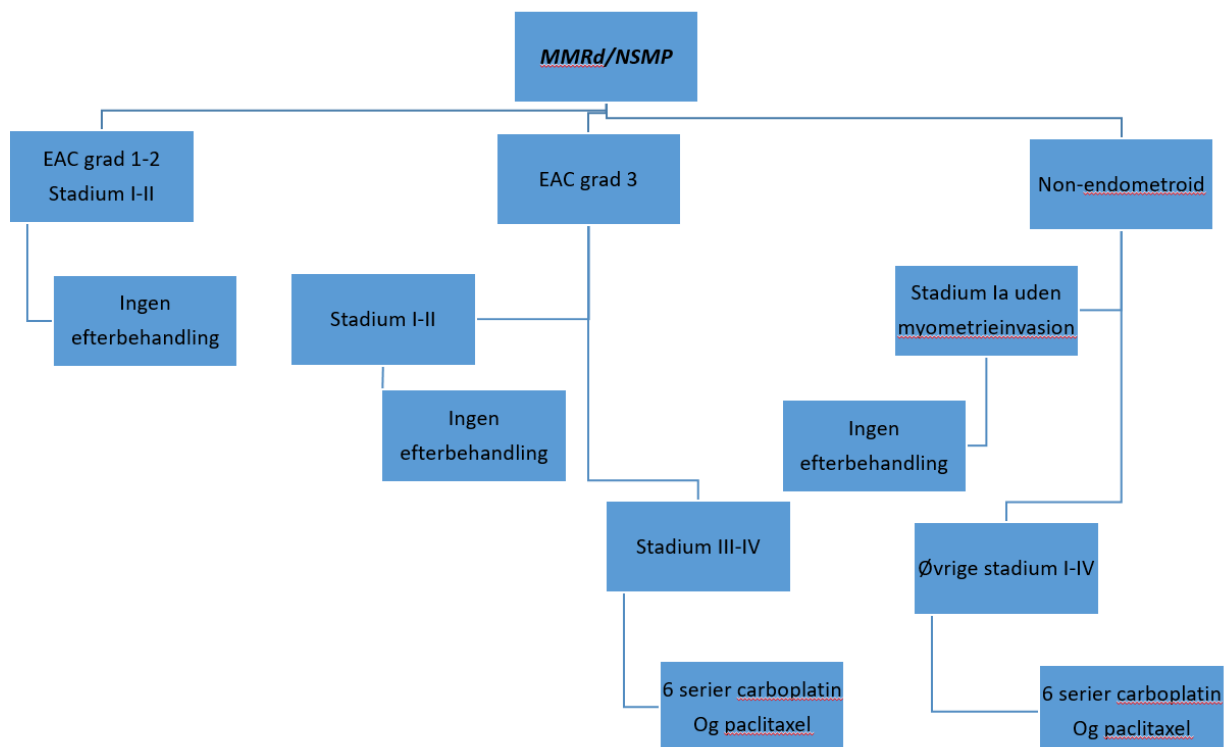 MMRd/NSMP
EAC grad 1-2
Stadium I-II
Ingen
efterbehandling
EAC grad 3
Stadium I-II
Ingen
efterbehandling
Stadium III-IV
6 serier carboplatin
Og paclitaxel
Non-endometroid
Stadium Ia uden
myometrieinvasion
Ingen
efterbehandling
Øvrige stadium I-IV
6 serier carboplatin
Og paclitaxel